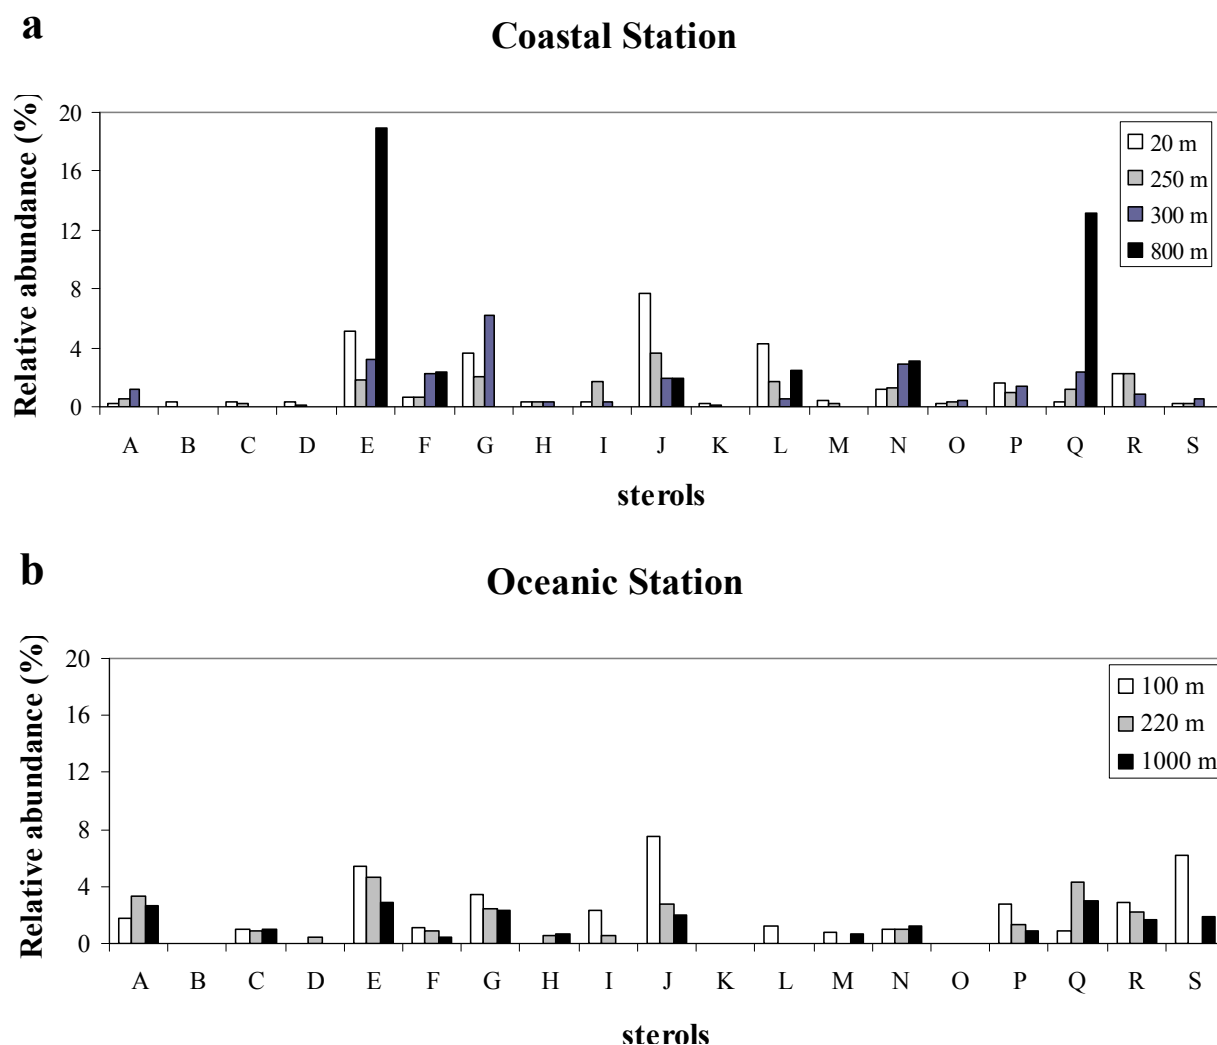 a
Coastal Station
Relative abundance (%)
20
16
12
8
4
0
20 m
250 m
300 m
800 m
A B C D E F G H I J K L M N O P Q R S
sterols
b
Oceanic Station
Relative abundance (%)
20
16
12
8
4
0
100 m
220 m
1000 m
A B C D E F G H I J K L M N O P Q R S
sterols